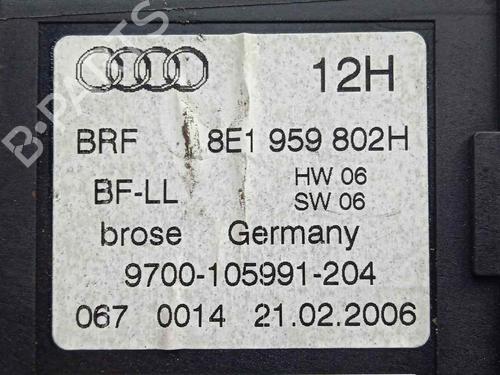 12H
BRF 8E1 959 802H
BF-LL HW 06
SW 06
brose Germany
9700-105991-204
067 0014 21.02.2006
B-PARTS